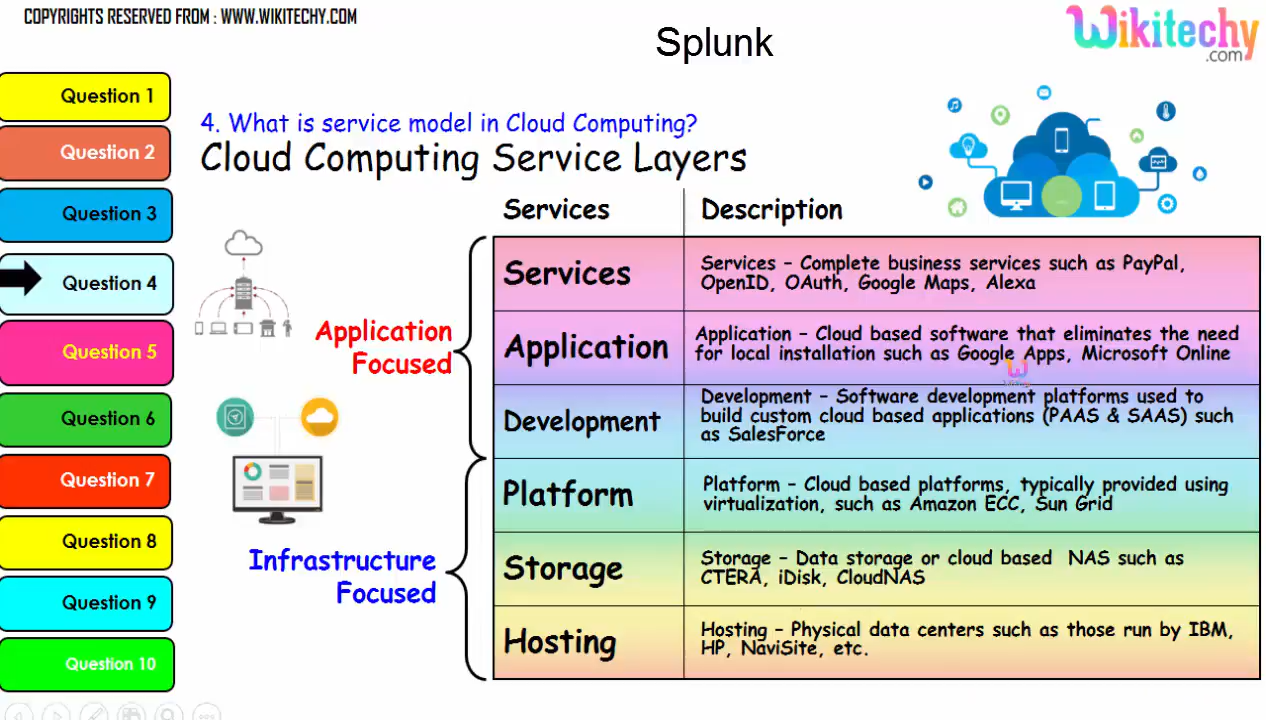 COPYRIGHTS RESERVED FROM : WWW.WIKITECHY.COM
Splunk
Wikitechy
.com
Question 1
Question 2
Question 3
Question 4
Question 5
Question 6
Question 7
Question 8
Question 9
Question 10
4. What is service model in Cloud Computing?
Cloud Computing Service Layers
Services
Description
Application
Focused
Infrastructure
Focused
Services
Services – Complete business services such as PayPal,
OpenID, OAuth, Google Maps, Alexa
Application
Application – Cloud based software that eliminates the need
for local installation such as Google Apps, Microsoft Online
Development
Development – Software development platforms used to
build custom cloud based applications (PAAS & SAAS) such
as SalesForce
Platform
Platform – Cloud based platforms, typically provided using
virtualization, such as Amazon ECC, Sun Grid
Storage
Storage – Data storage or cloud based NAS such as
CTERA, iDisk, CloudNAS
Hosting
Hosting – Physical data centers such as those run by IBM,
HP, NaviSite, etc.